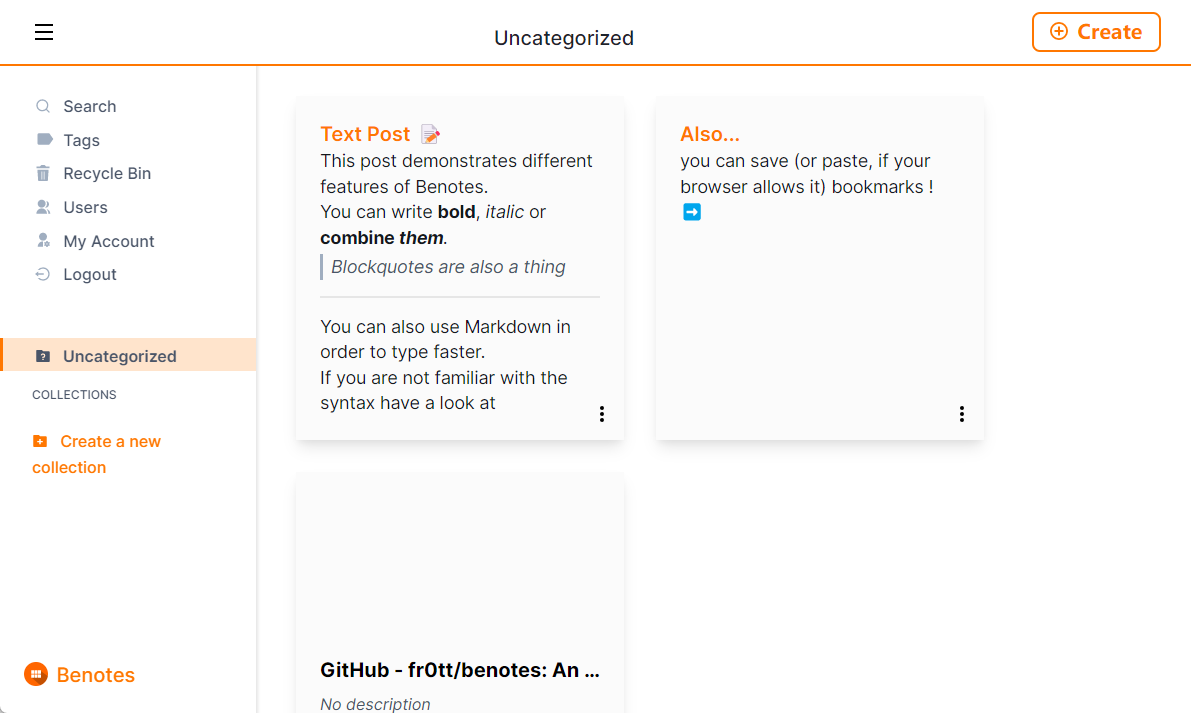 Uncategorized
Create
Search
Tags
Recycle Bin
Users
My Account
Logout
Uncategorized
COLLECTIONS
Create a new
collection
Benotes
Text Post 📝
This post demonstrates different
features of Benotes.
You can write bold, italic or
combine them.
Blockquotes are also a thing
You can also use Markdown in
order to type faster.
If you are not familiar with the
syntax have a look at
Also...
you can save (or paste, if your
browser allows it) bookmarks !
➡️
GitHub - fr0tt/benotes: An ...
No description